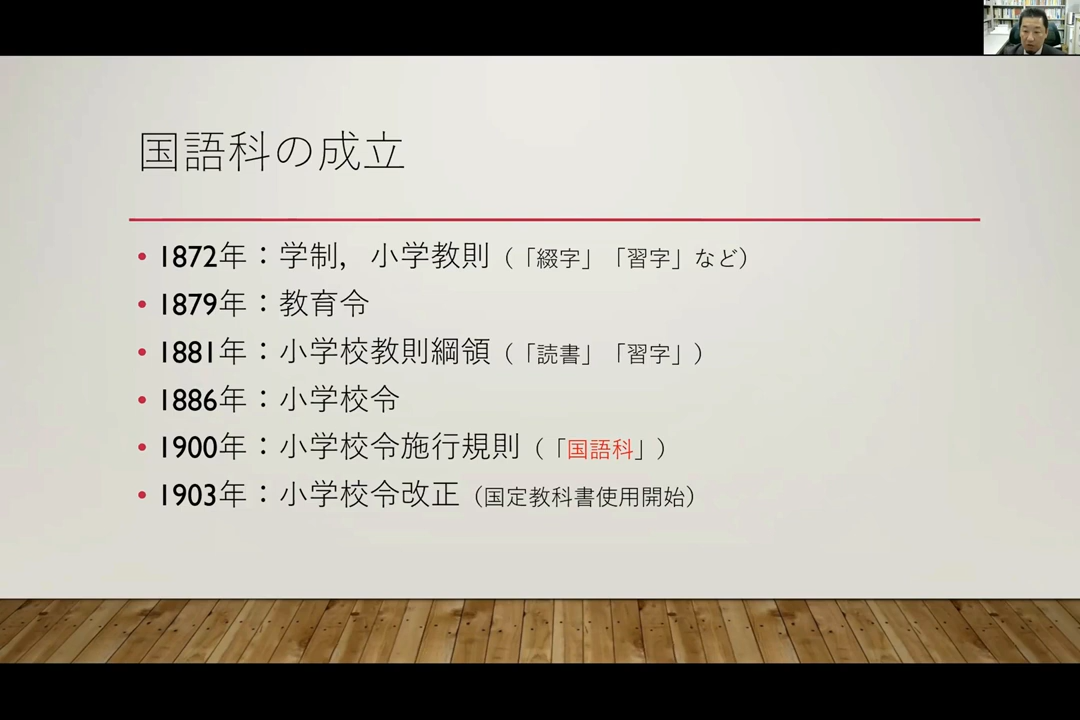 国語科の成立
• 1872年：学制，小学教則（「綴字」「習字」など）
• 1879年：教育令
• 1881年：小学校教則綱領（「読書」「習字」）
• 1886年：小学校令
• 1900年：小学校令施行規則（「国語科」）
• 1903年：小学校令改正（国定教科書使用開始）